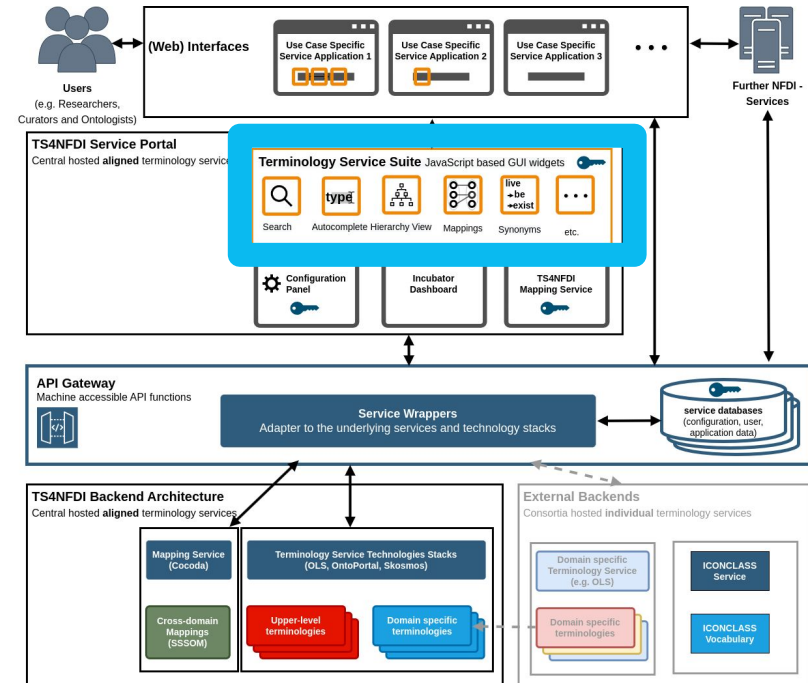 (Web) Interfaces
Use Case Specific
Service Application 1
Use Case Specific
Service Application 2
Use Case Specific
Service Application 3
• • •
Users
(e.g. Researchers,
Curators and Ontologists)
Further NFDI -
Services
TS4NFDI Service Portal
Central hosted aligned terminology servic
Terminology Service Suite JavaScript based GUI widgets
type
live
be
exist
Search
Autocomplete
Hierarchy View
Mappings
Synonyms
etc.
Configuration
Panel
Incubator
Dashboard
TS4NFDI
Mapping Service
API Gateway
Machine accessible API functions
</>
Service Wrappers
Adapter to the underlying services and technology stacks
service databases
(configuration, user,
application data)
TS4NFDI Backend Architecture
Central hosted aligned terminology services
Mapping Service
(Cocoda)
Terminology Service Technologies Stacks
(OLS, OntoPortal, Skosmos)
Cross-domain
Mappings
(SSSOM)
Upper-level
terminologies
Domain specific
terminologies
External Backends
Consortia hosted individual terminology services
Domain specific
Terminology Service
(e.g. OLS)
Domain specific
terminologies
ICONCLASS
Service
ICONCLASS
Vocabulary